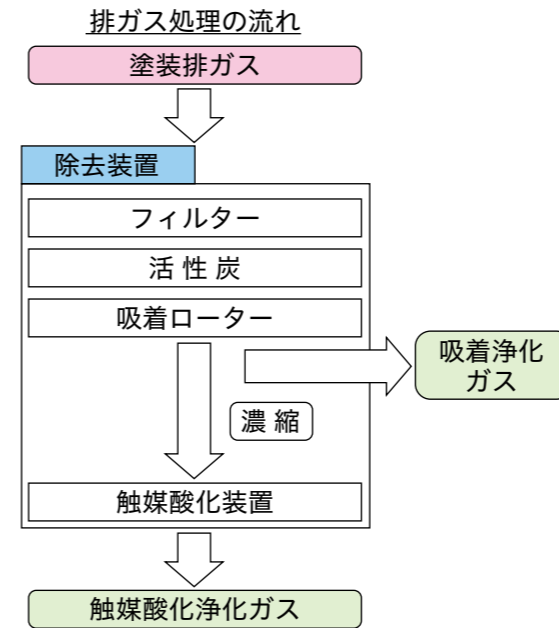 排ガス処理の流れ
塗装排ガス
除去装置
フィルター
活 性 炭
吸着ローター
吸着浄化
ガス
濃 縮
触媒酸化装置
触媒酸化浄化ガス